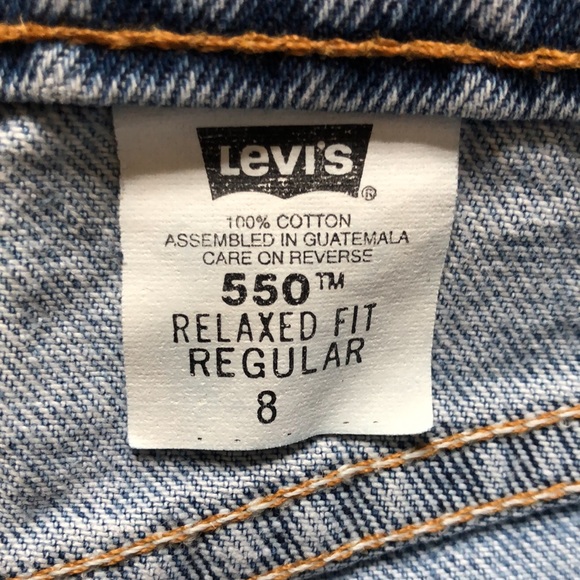 LEVI'S ®
100% COTTON
ASSEMBLED IN GUATEMALA
CARE ON REVERSE
550™
RELAXED FIT
REGULAR
8